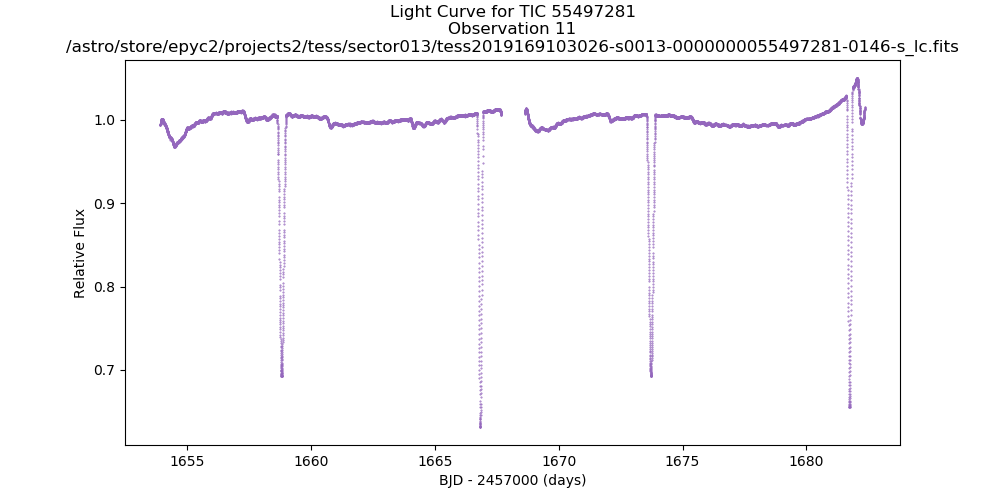 Light Curve for TIC 55497281
Observation 11
/astro/store/epyc2/projects2/tess/sector013/tess2019169103026-s0013-0000000055497281-0146-s_lc.fits
1.0
0.9
0.8
0.7
Relative Flux
1655 1660 1665 1670 1675 1680
BJD - 2457000 (days)